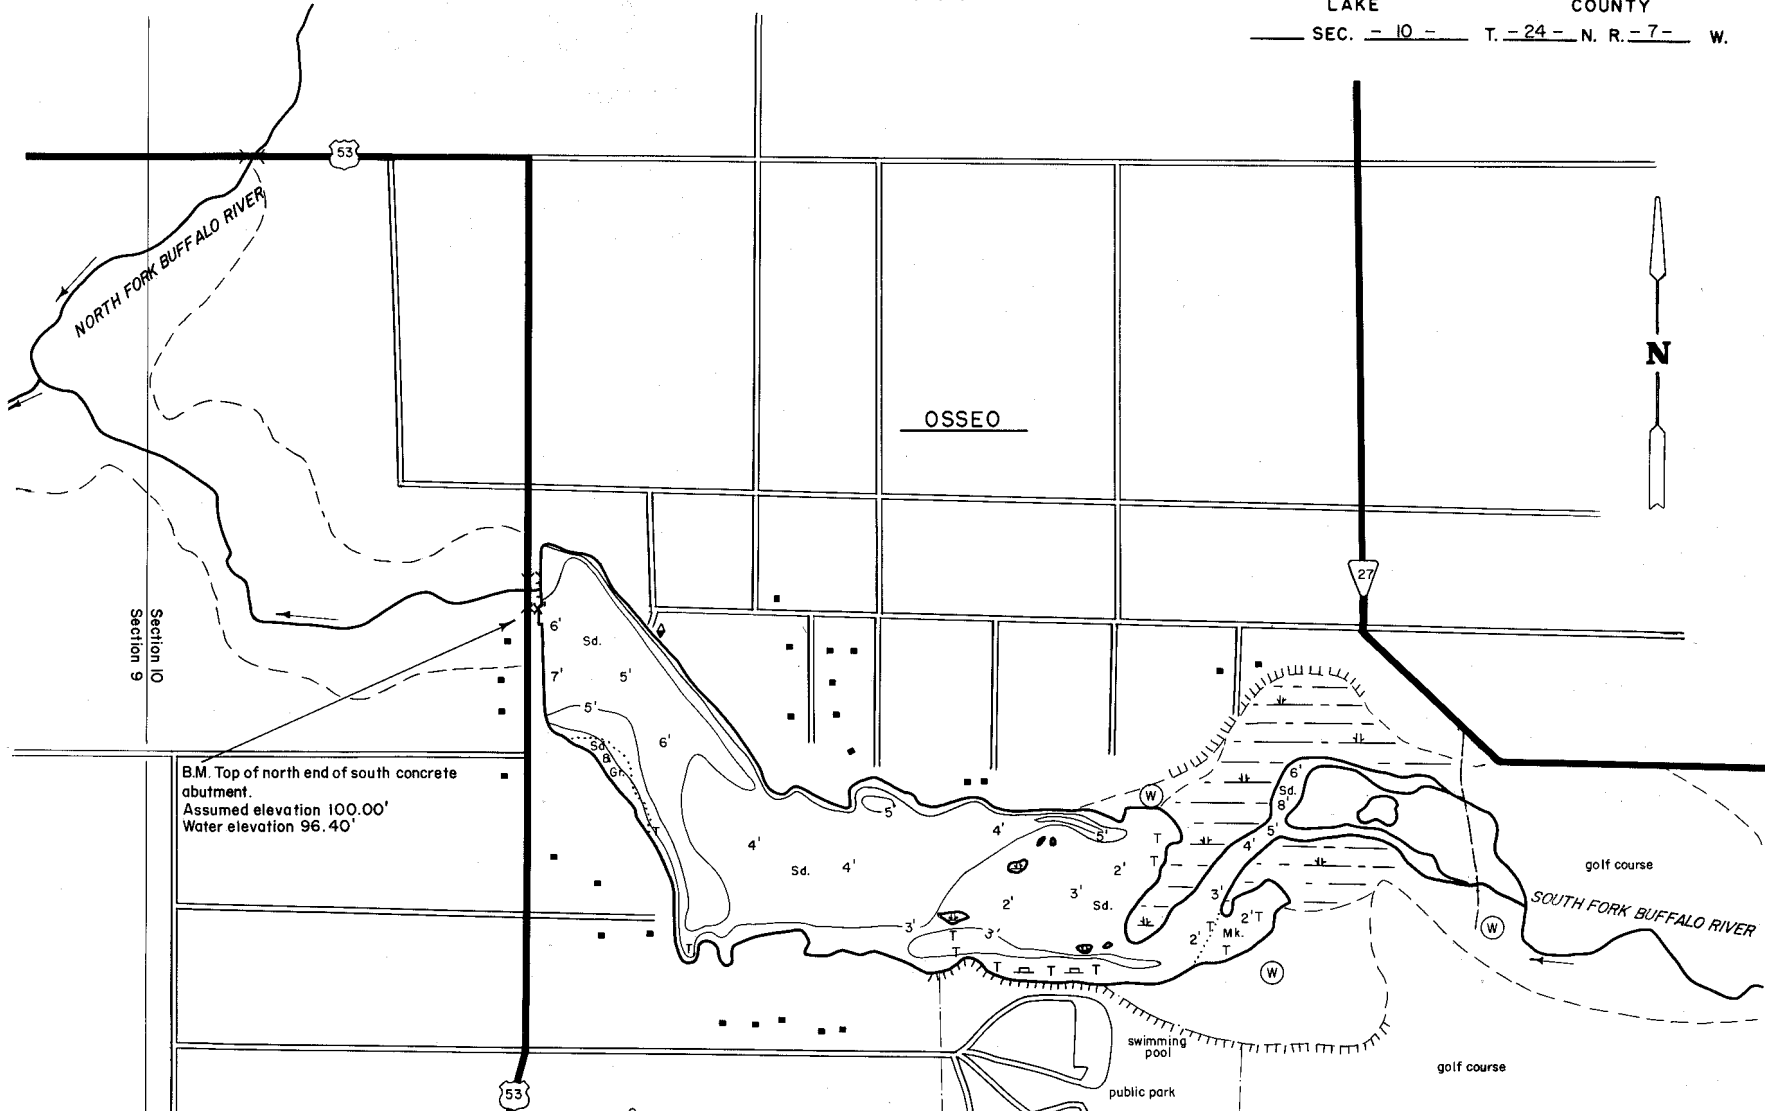 LAKE COUNTY
SEC. - 10 - T. - 24 - N. R. - 7 - W.
53
NORTH FORK BUFFALO RIVER
N
OSSEO
27
Section 10
Section 9
6'
Sd.
7'
5'
5'
6'
Sd.
&
Gr.
T
B.M. Top of north end of south concrete
abutment.
Assumed elevation 100.00'
Water elevation 96.40'
W
6'
Sd.
8'
5'
4'
5'
4'
5'
T
T
4'
Sd.
4'
2'
3'
Sd.
2'
3'
3'
3'
2'
T
2' T
Mk.
T
T
T
T
T
T
T
golf course
SOUTH FORK BUFFALO RIVER
W
W
swimming
pool
public park
golf course
53